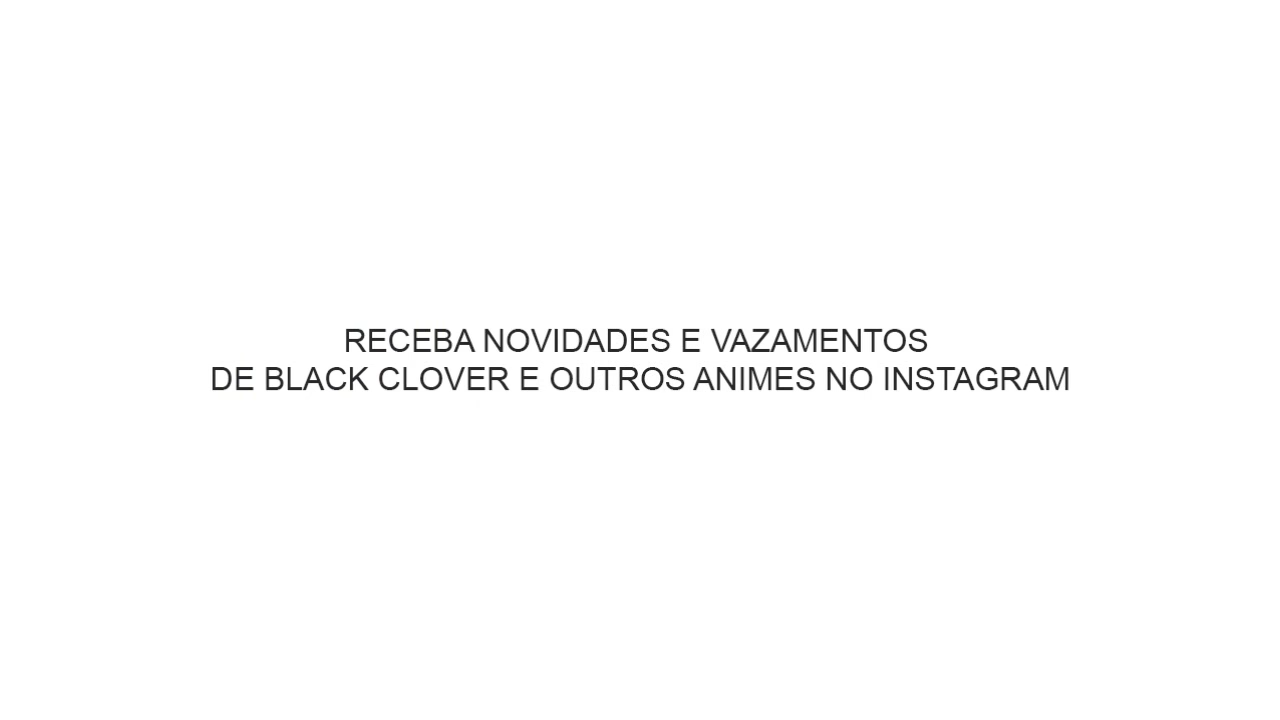 RECEBA NOVIDADES E VAZAMENTOS
DE BLACK CLOVER E OUTROS ANIMES NO INSTAGRAM